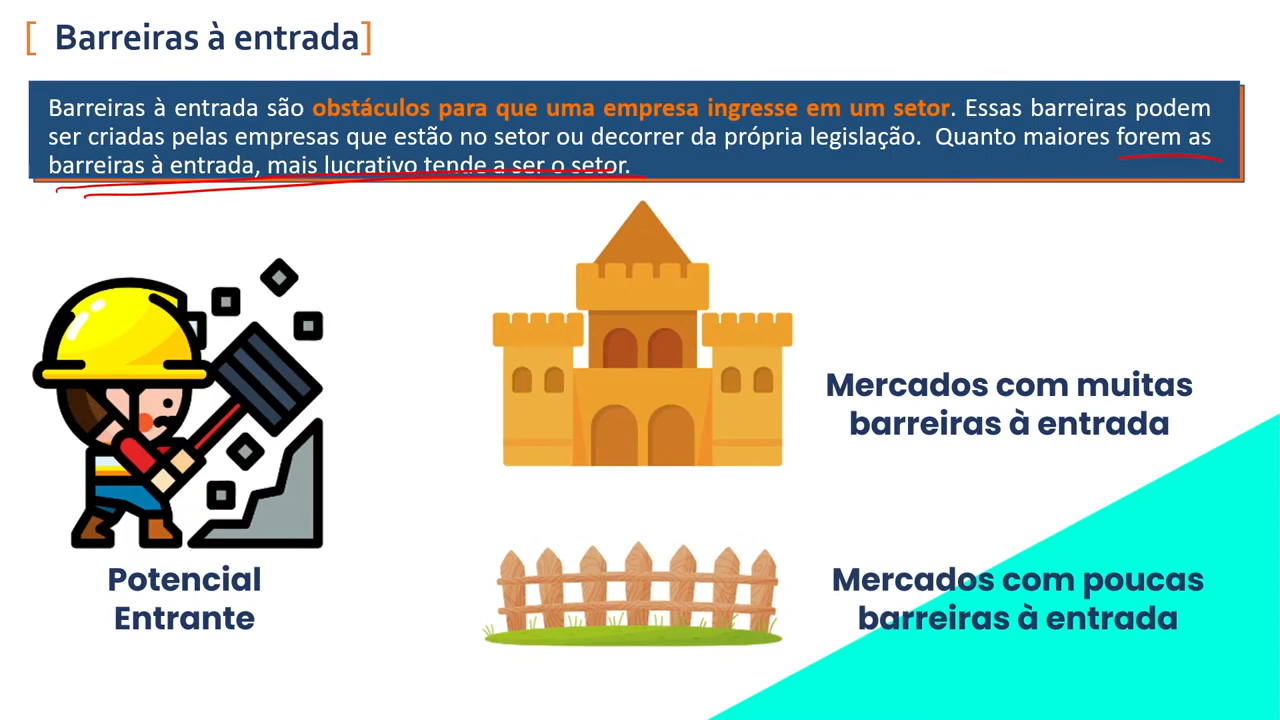 [ Barreiras à entrada]
Barreiras à entrada são obstáculos para que uma empresa ingresse em um setor. Essas barreiras podem
ser criadas pelas empresas que estão no setor ou decorrer da própria legislação. Quanto maiores forem as
barreiras à entrada, mais lucrativo tende a ser o setor.
Mercados com muitas
barreiras à entrada
Potencial
Entrante
Mercados com poucas
barreiras à entrada